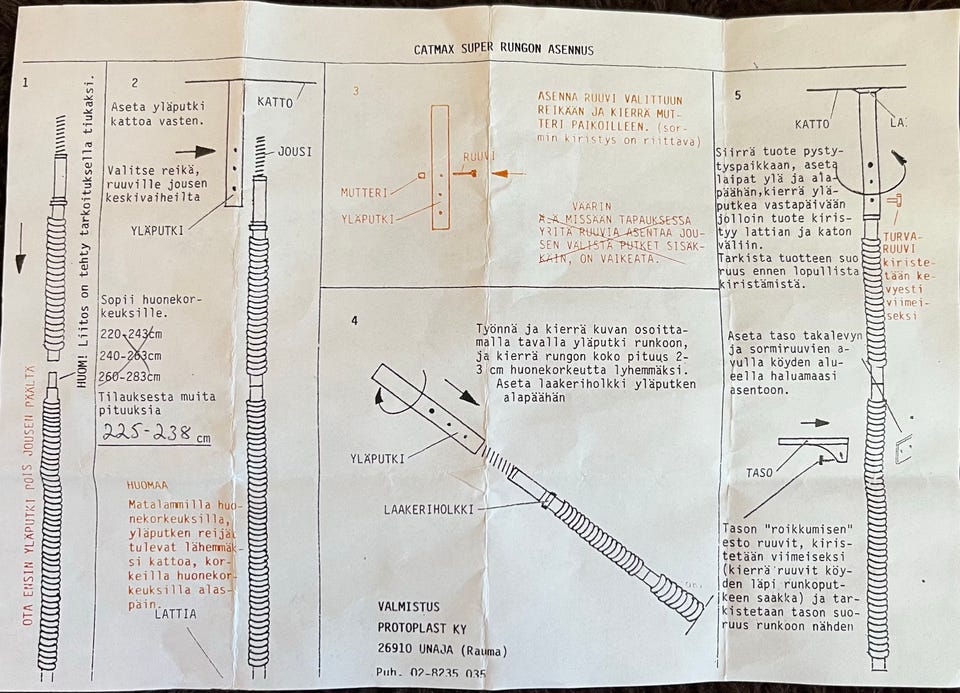 CATMAX SUPER RUNGON ASENNUS
1
OTA ENSIN YLÄPUTKI POIS JOUSEN PÄÄLTÄ
HUOM! Liitos on tehty tarkoituksella tiukaksi.
2
Aseta yläputki
kattoa vasten.
KATTO
JOUSI
Valitse reikä,
ruuville jousen
keskivaiheilta
YLÄPUTKI
Sopii huonekor-
keuksille.
220-243cm
240-263cm
260-283cm
Tilauksesta muita
pituuksia
225-238 cm
HUOMAA
Matalammilla huo-
nekorkeuksilla,
yläputken reijät
tulevat lähemmäk-
si kattoa, kor-
keilla huonekor-
keuksilla alas-
päin.
LATTIA
3
ASENNA RUUVI VALITTUUN
REIKÄÄN JA KIERRÄ MUT-
TERI PAIKOILLEEN. (sor-
min kiristys on riittävä)
RUUVI
MUTTERI
YLÄPUTKI
VÄÄRIN
ÄLÄ MISSÄÄN TAPAUKSESSA
YRITÄ RUUVIA ASENTAA JOU-
SEN VÄLISTÄ PUTKET SISÄK-
KÄIN, ON VAIKEATA.
4
Työnnä ja kierrä kuvan osoitta-
malla tavalla yläputki runkoon,
ja kierrä rungon koko pituus 2-
3 cm huonekorkeutta lyhemmäksi.
Aseta laakeriholkki yläputken
alapäähän
YLÄPUTKI
LAAKERIHOLKKI
VALMISTUS
PROTOPLAST KY
26910 UNAJA (Rauma)
Puh. 02-8235 035
5
KATTO
Siirrä tuote pysty-
tyspaikkaan, aseta
laipat ylä ja ala-
päähän,kierrä ylä-
putkea vastapäivään
jolloin tuote kiris-
tyy lattian ja katon
väliin.
Tarkista tuotteen suo
ruus ennen lopullista
kiristämistä.
TURVA-
RUUVI
kiriste-
tään ke-
vyesti
viimei-
seksi
Aseta taso takalevyn
ja sormiruuvien a-
vulla köyden alu-
eella haluamaasi
asentoon.
TASO
Tason "roikkumisen"
esto ruuvit, kiris-
tetään viimeiseksi
(kierrä ruuvit köy-
den läpi runkoput-
keen saakka) ja tar-
kistetaan tason suo-
ruus runkoon nähden